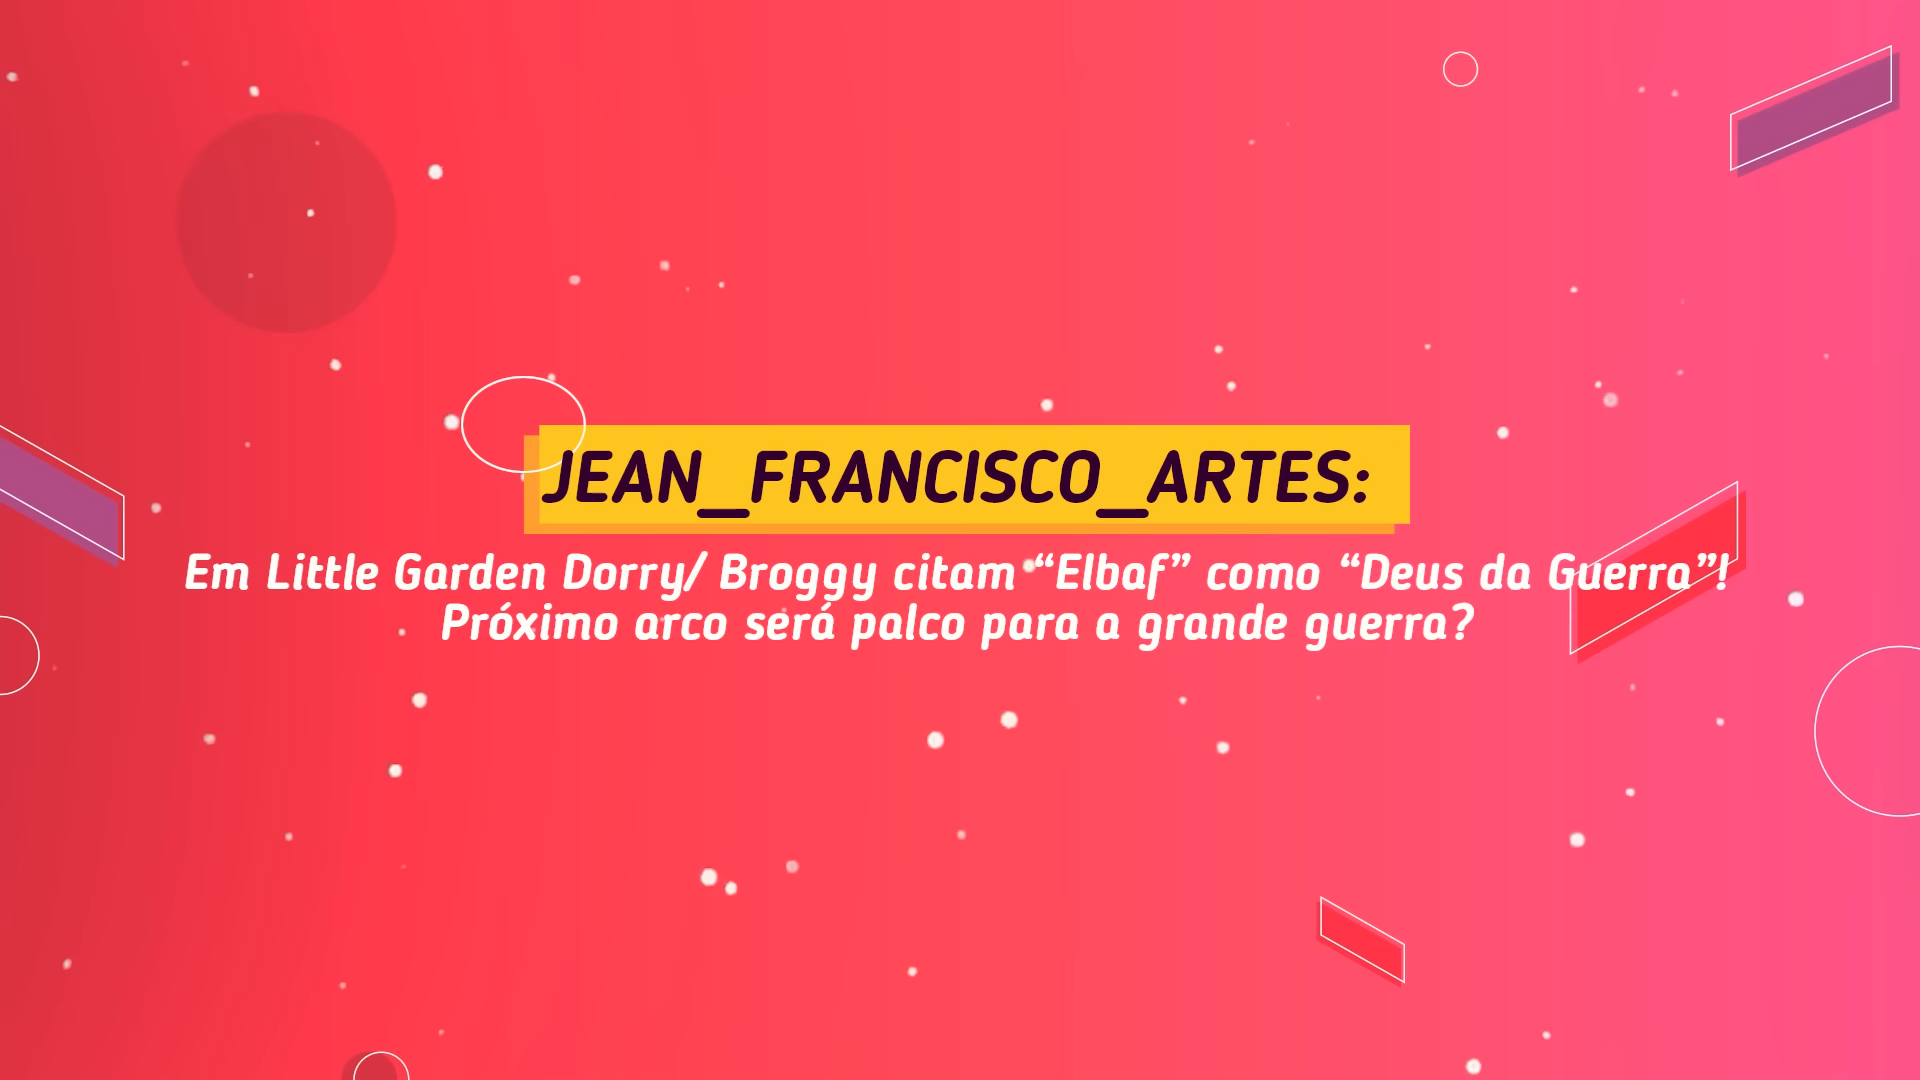 JEAN_FRANCISCO_ARTES:
Em Little Garden Dorry/ Broggy citam “Elbaf” como “Deus da Guerra”!
Próximo arco será palco para a grande guerra?